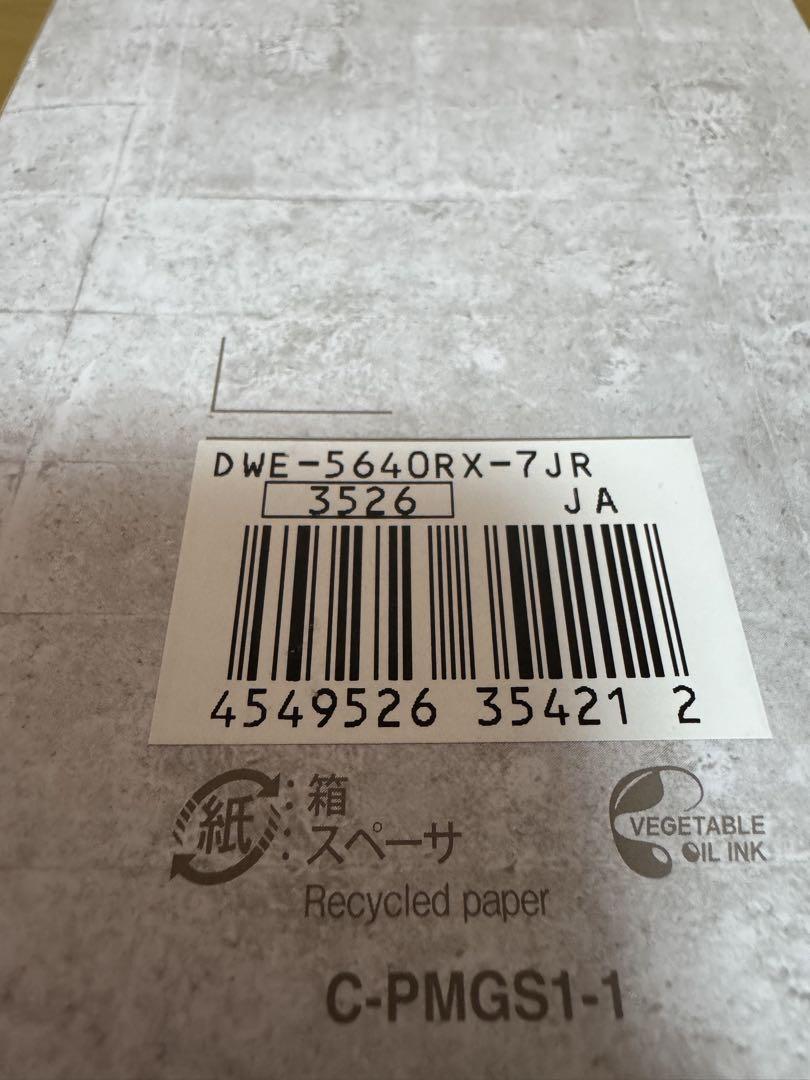 DWE-5640RX-7JR
3526 JA
4549526 35421 2
紙 : 箱
: スペーサ
VEGETABLE
OIL INK
Recycled paper
C-PMGS1-1